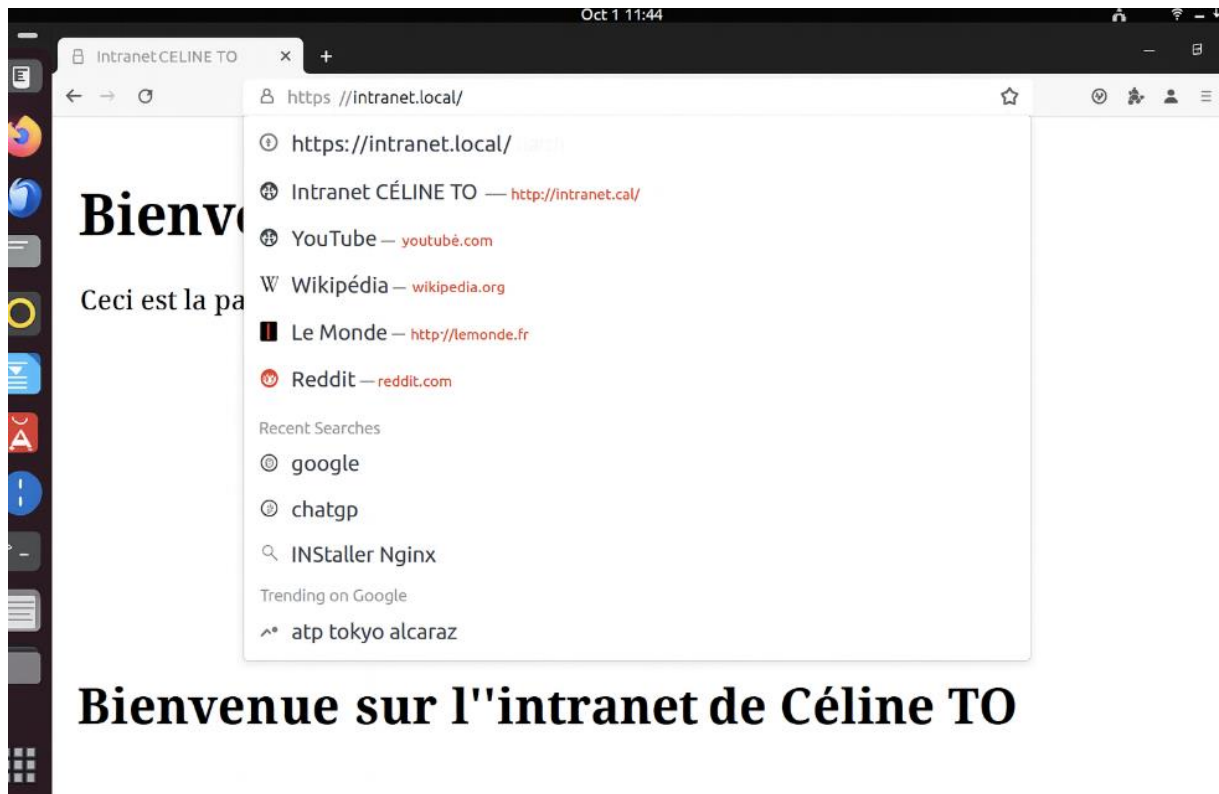 Oct 1 11:44
Intranet CELINE TO
https //intranet.local/
https://intranet.local/
Intranet CÉLINE TO — http://intranet.cal/
YouTube — youtubė.com
Wikipédia — wikipedia.org
Le Monde — http://lemonde.fr
Reddit — reddit.com
Recent Searches
google
chatgp
INStaller Nginx
Trending on Google
atp tokyo alcaraz
Bienve
Ceci est la pa
Bienvenue sur l''intranet de Céline TO